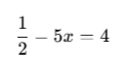 1/2 − 5x = 4